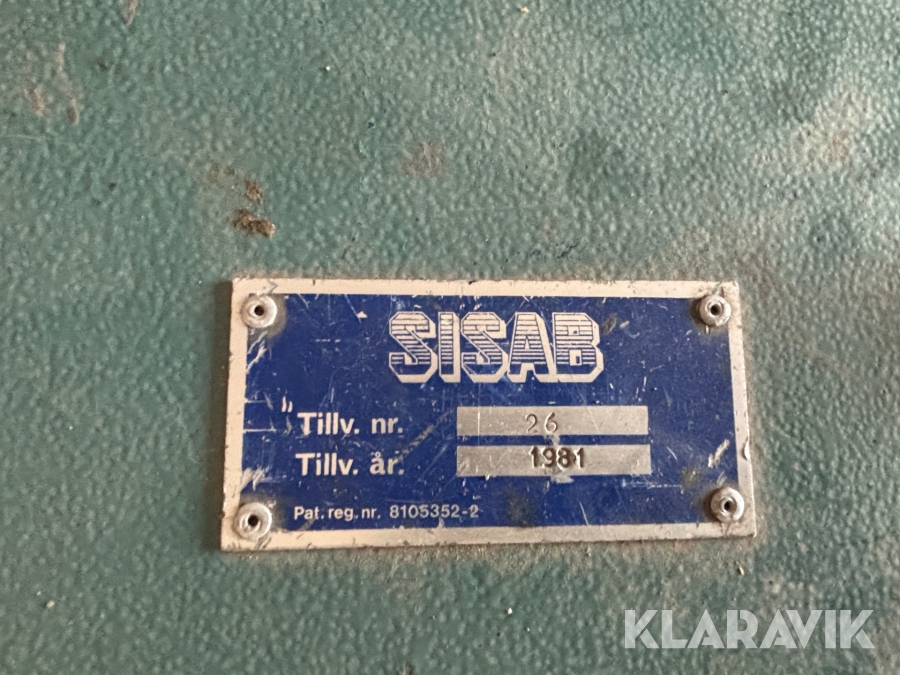 SISAB
Tillv. nr. 26
Tillv. år. 1981
Pat.reg.nr. 8105352-2
KLARAVIK